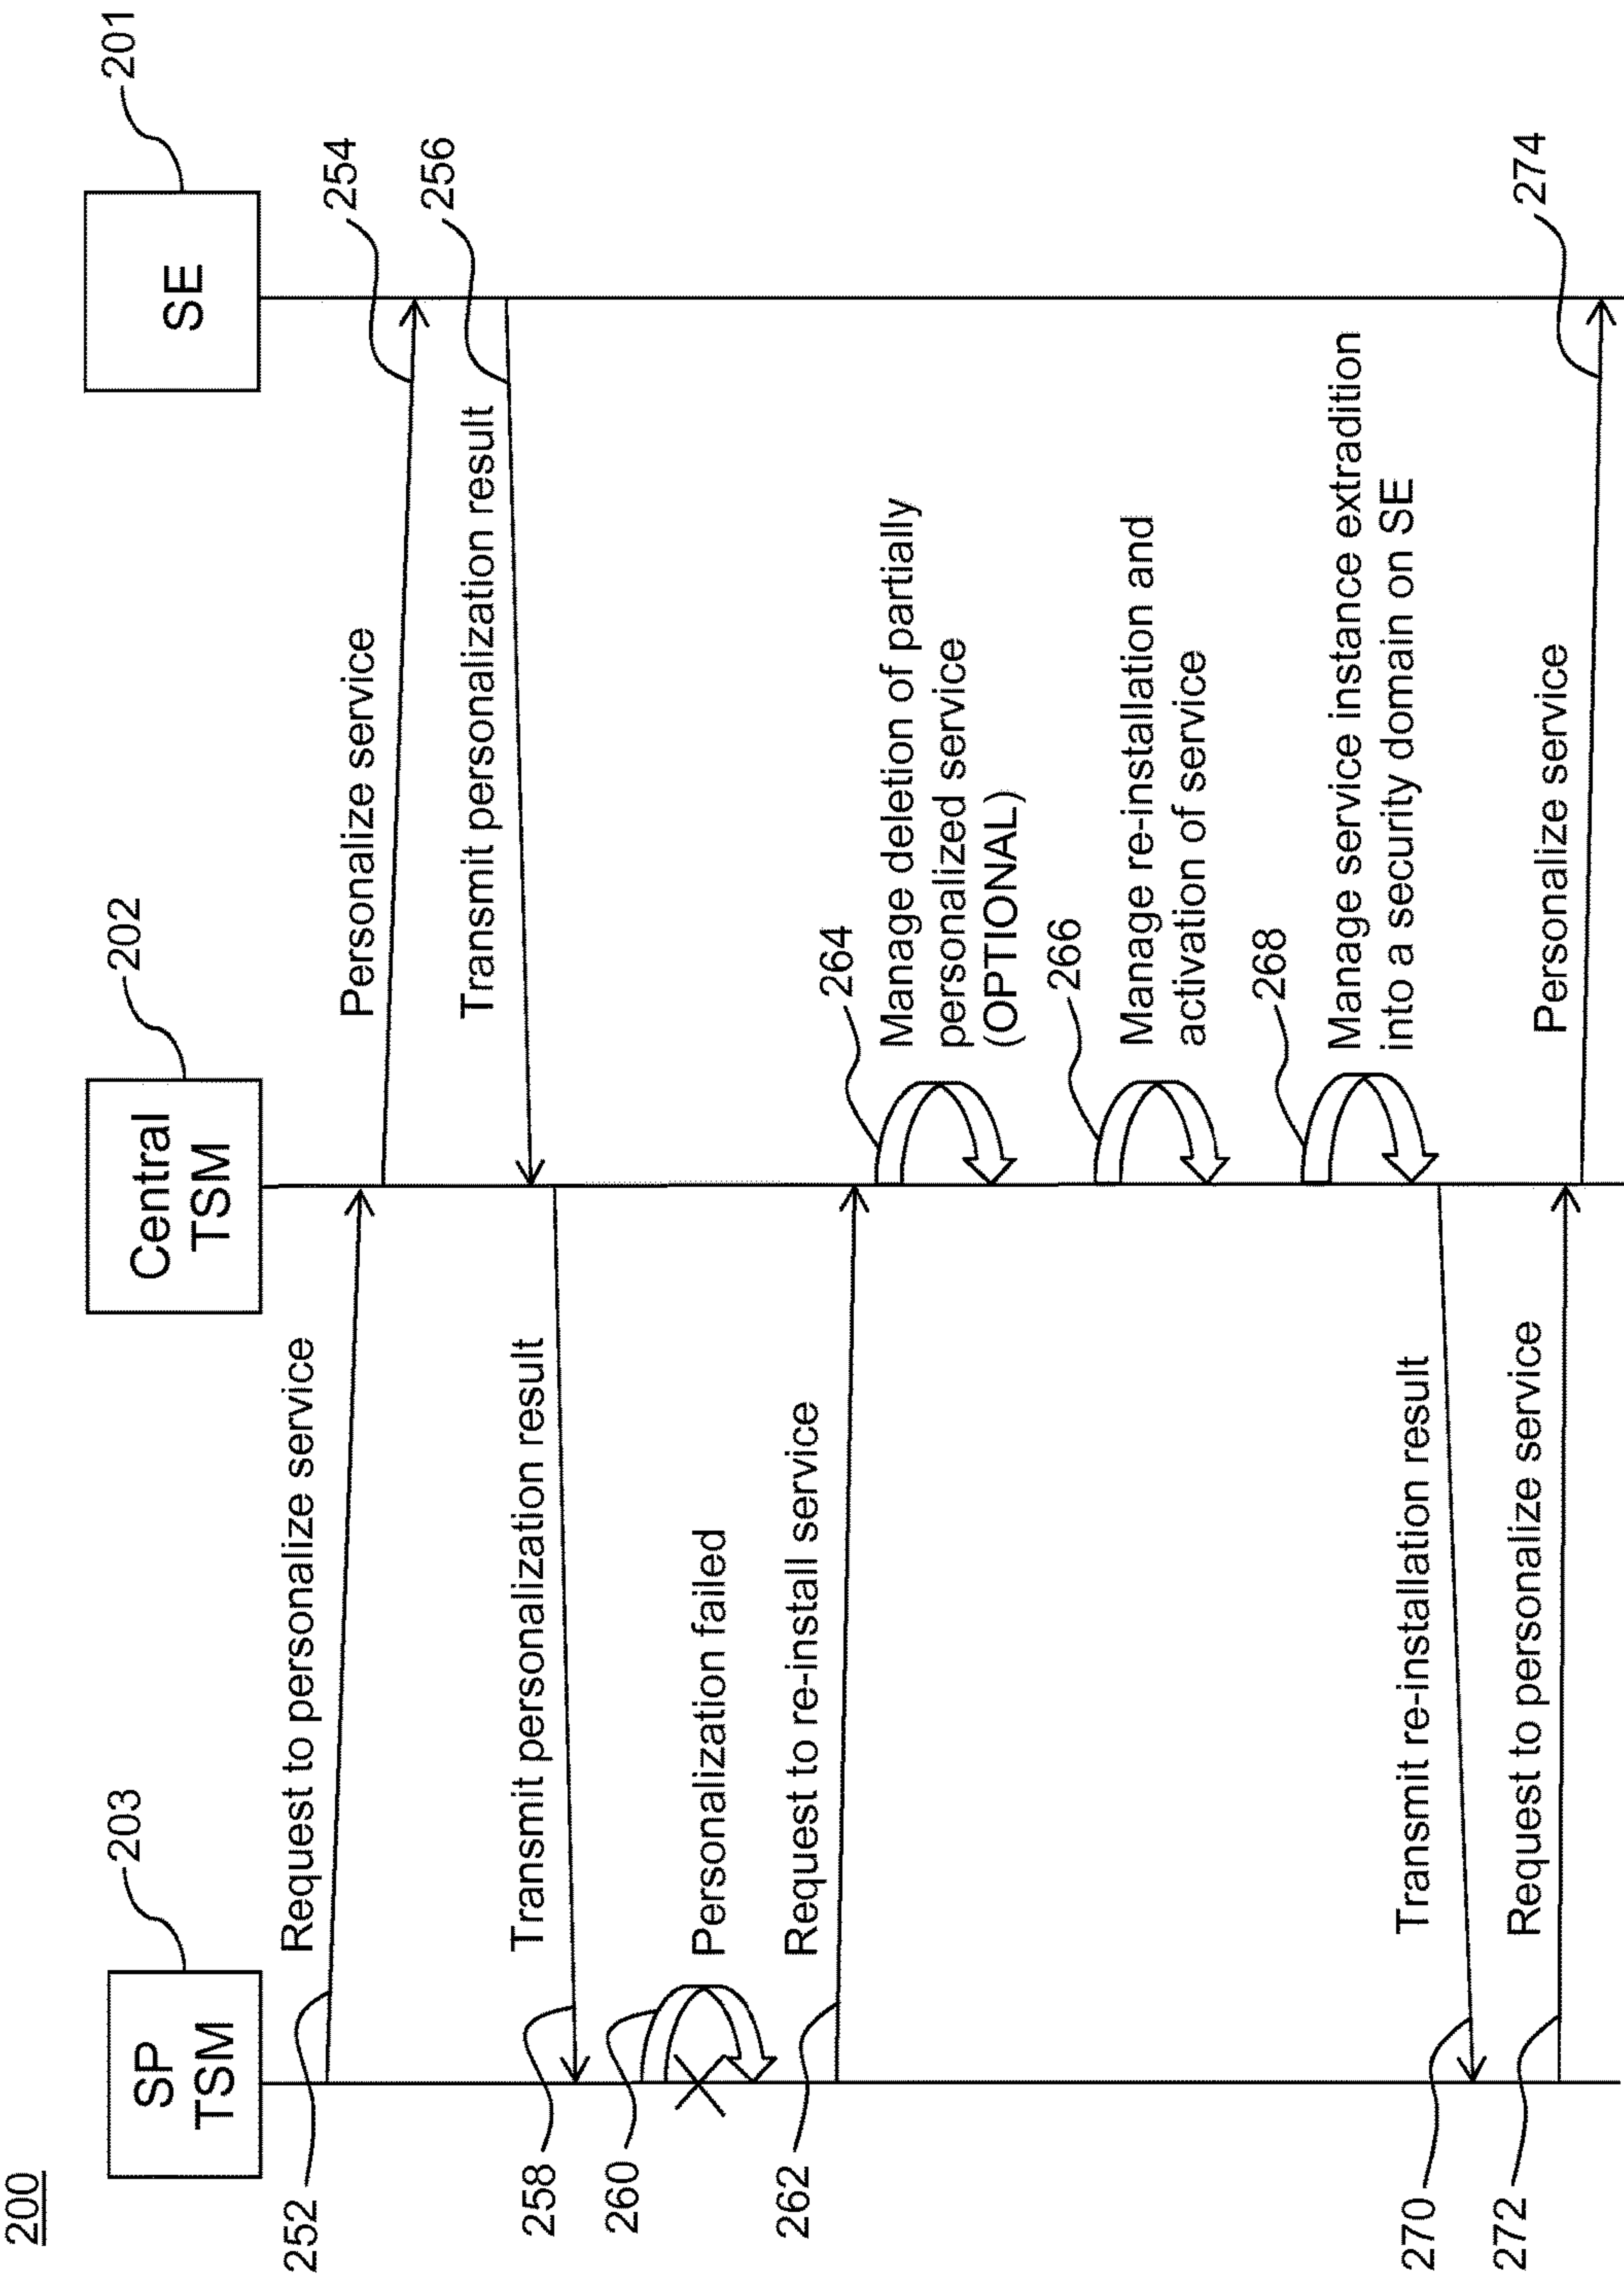 200
203
202
201
SP
TSM
Central
TSM
SE
252
Request to personalize service
254
Personalize service
256
Transmit personalization result
258
Transmit personalization result
260
Personalization failed
262
Request to re-install service
264
Manage deletion of partially
personalized service
(OPTIONAL)
266
Manage re-installation and
activation of service
268
Manage service instance extradition
into a security domain on SE
270
Transmit re-installation result
272
Request to personalize service
274
Personalize service